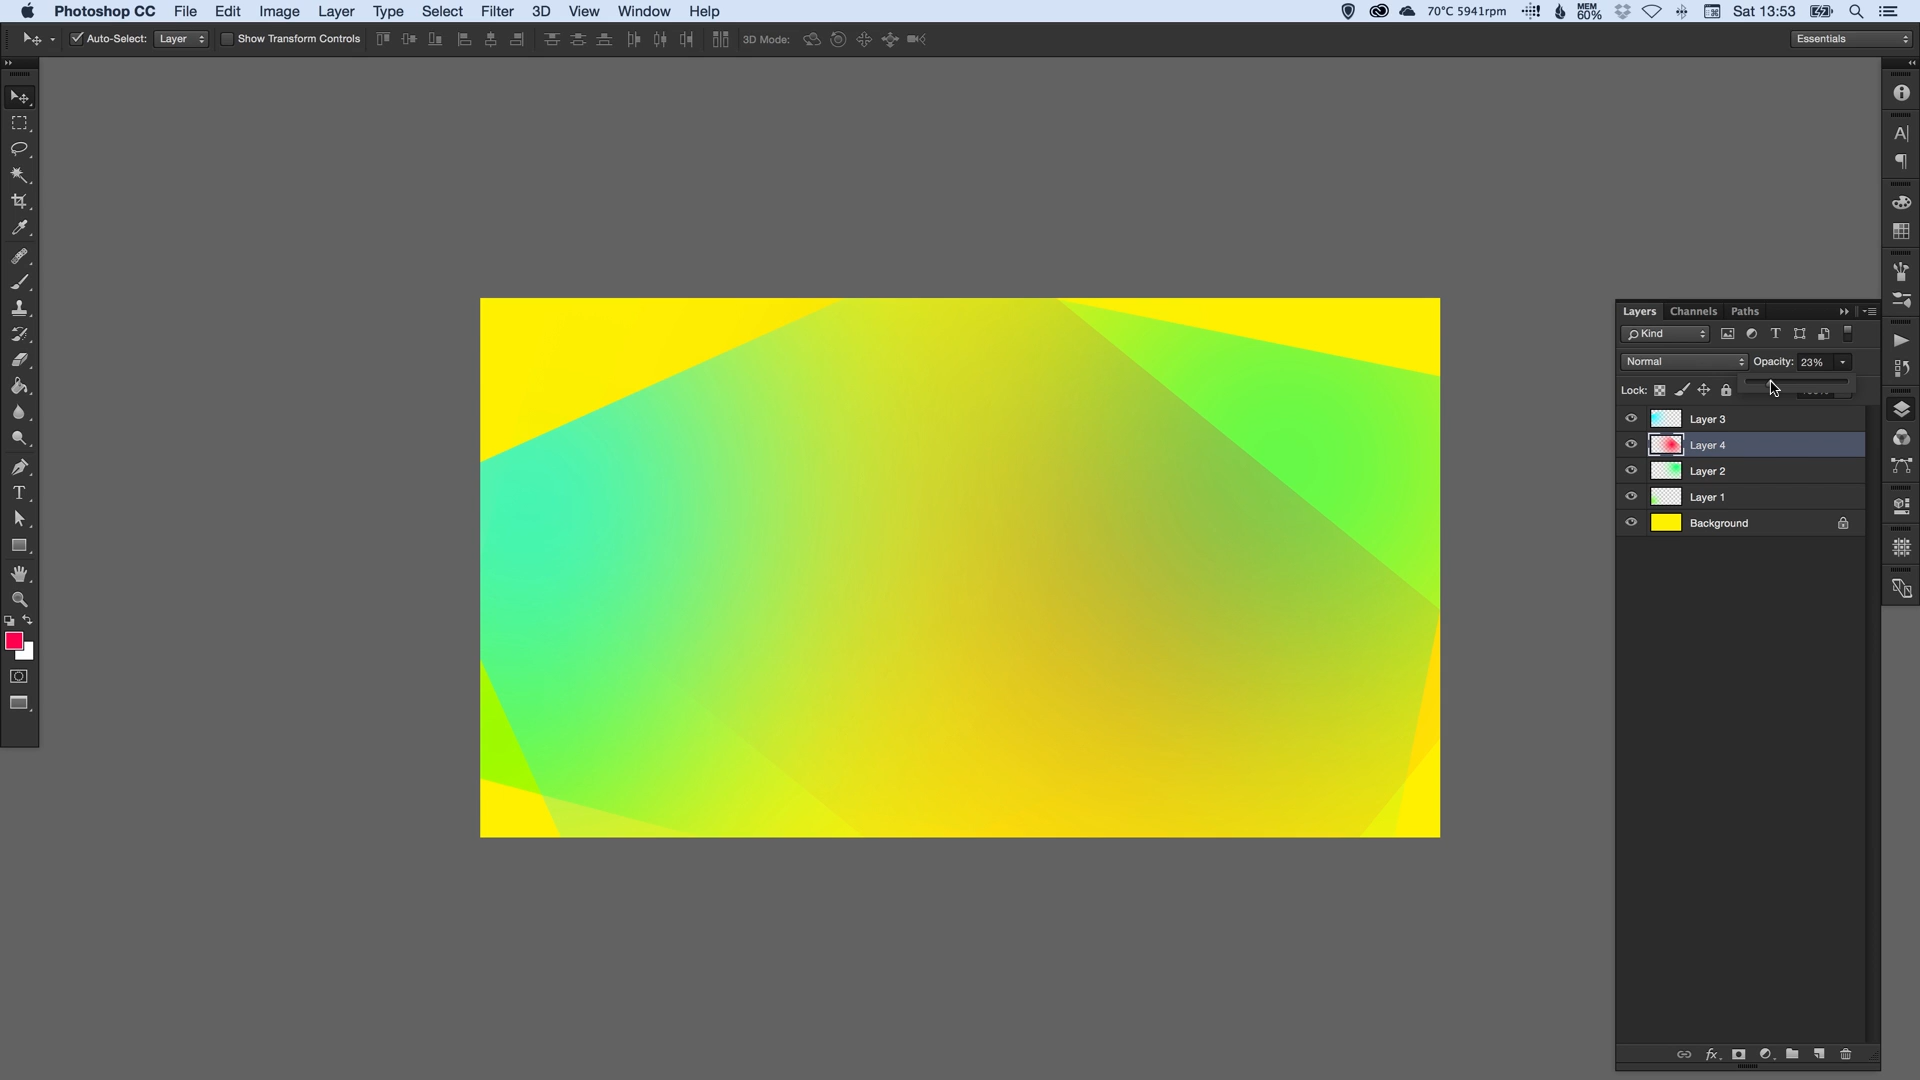 Photoshop CC File Edit Image Layer Type Select Filter 3D View Window Help 70°C 5941rpm MEM 60% Sat 13:53
Auto-Select: Layer Show Transform Controls 3D Mode: Essentials
Layers Channels Paths
Kind
Normal Opacity: 23%
Lock:
Layer 3
Layer 4
Layer 2
Layer 1
Background